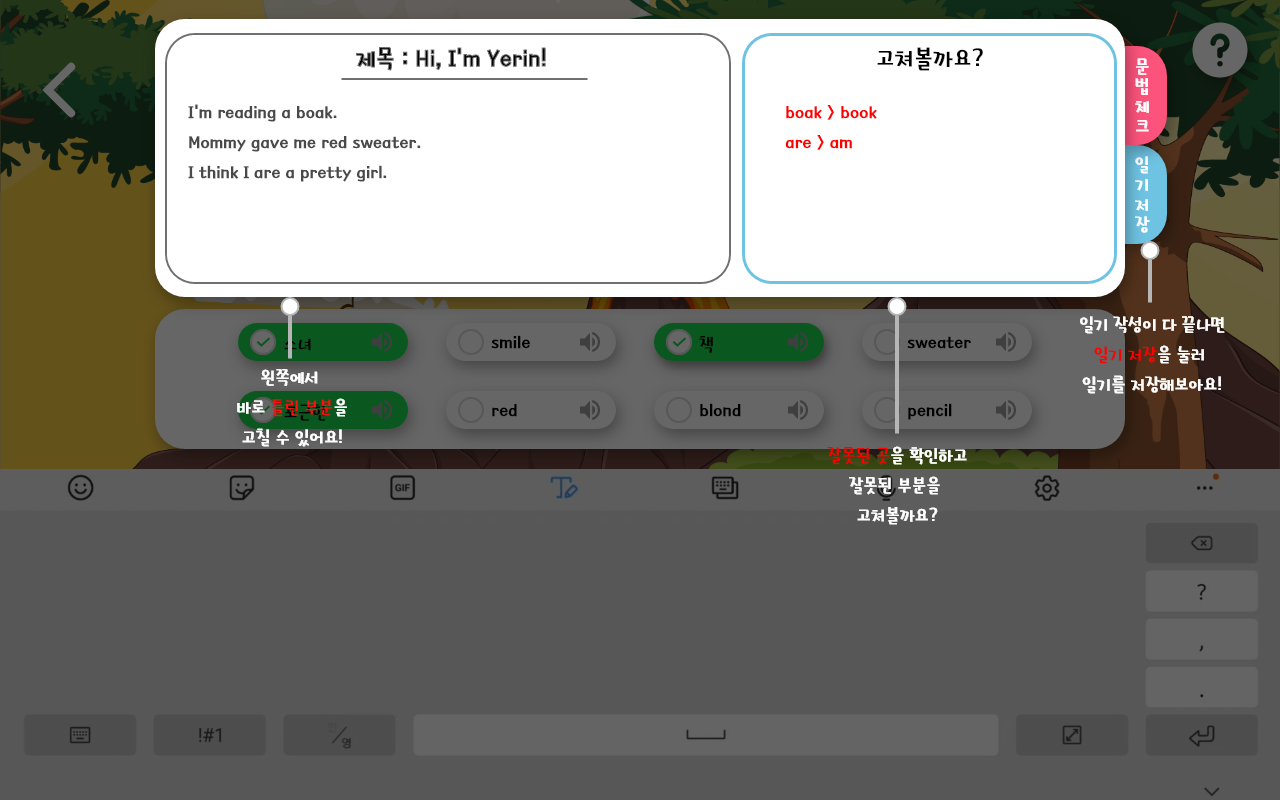 제목 : Hi, I'm Yerin!
I'm reading a boak.
Mommy gave me red sweater.
I think I are a pretty girl.
고쳐볼까요?
boak > book
are > am
?
문법 체크
일기 저장
일기 작성이 다 끝나면
일기 저장을 눌러
일기를 저장해보아요!
소녀
smile
책
sweater
red
blond
pencil
왼쪽에서
바로 틀린 부분을
고칠 수 있어요!
잘못된 곳을 확인하고
잘못된 부분을
고쳐볼까요?
GIF
?
,
.
!#1
영